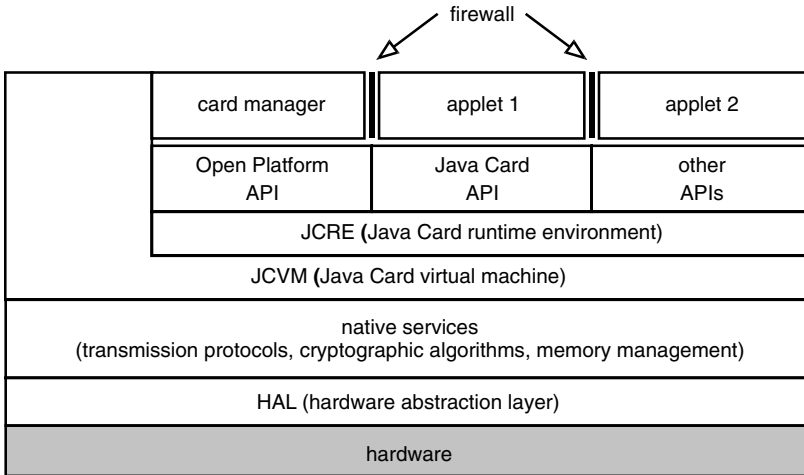 firewall
card manager
applet 1
applet 2
Open Platform
API
Java Card
API
other
APIs
JCRE (Java Card runtime environment)
JCVM (Java Card virtual machine)
native services
(transmission protocols, cryptographic algorithms, memory management)
HAL (hardware abstraction layer)
hardware